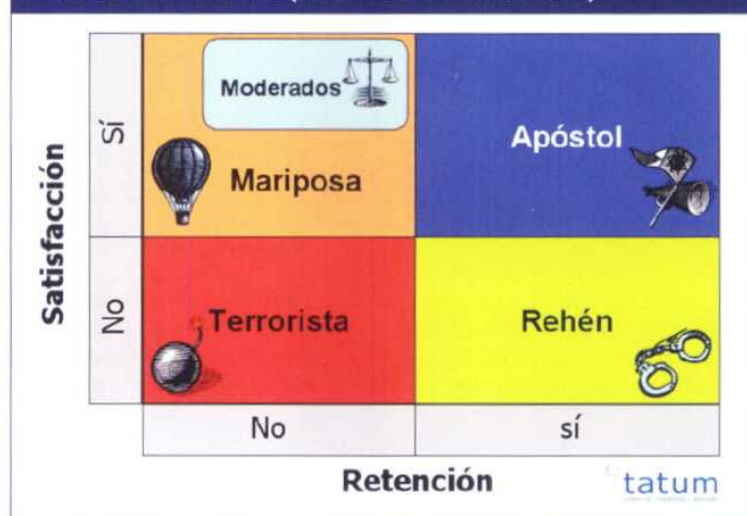 Satisfacción
Sí
Moderados
Mariposa
Apóstol
No
Terrorista
Rehén
No
sí
Retención
tatum